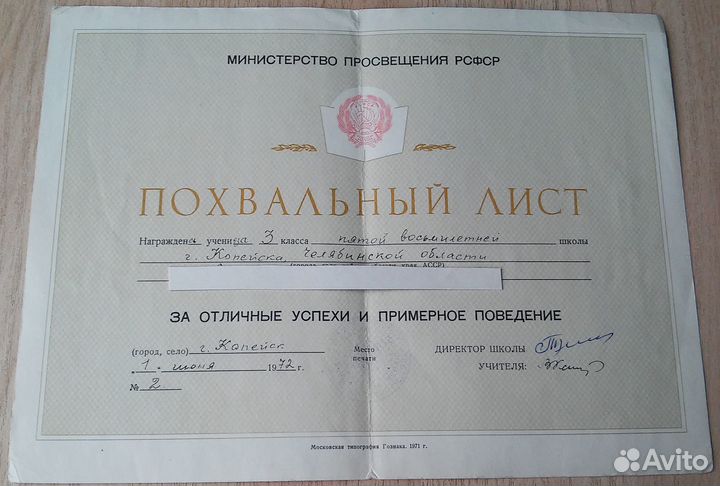 МИНИСТЕРСТВО ПРОСВЕЩЕНИЯ РСФСР
ПОХВАЛЬНЫЙ ЛИСТ
Награждена ученица 3 класса пятой восьмилетней школы
г. Копейска, Челябинской области
ЗА ОТЛИЧНЫЕ УСПЕХИ И ПРИМЕРНОЕ ПОВЕДЕНИЕ
(город, село) г. Копейск
Место
печати
ДИРЕКТОР ШКОЛЫ
"1" июня 1972 г.
УЧИТЕЛЯ:
№ 2
Московская типография Гознака. 1971 г.
Avito